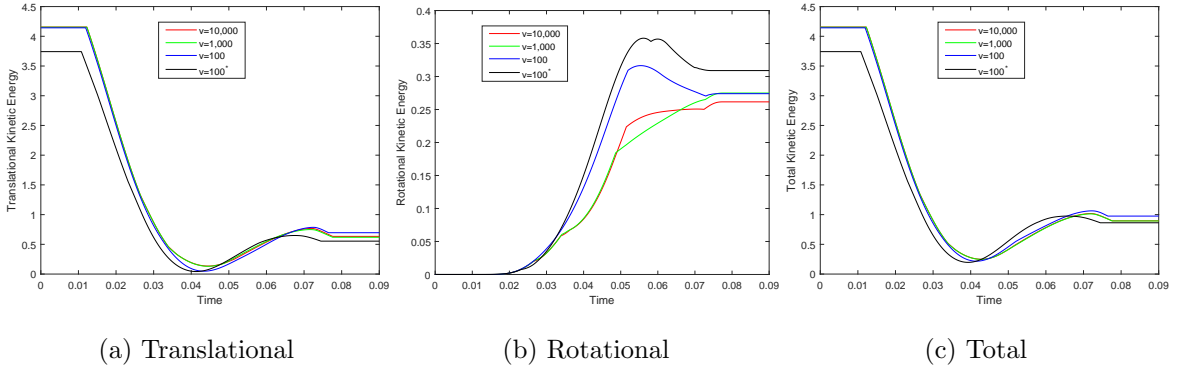 4.5
4
3.5
3
2.5
2
1.5
1
0.5
0
0 0.01 0.02 0.03 0.04 0.05 0.06 0.07 0.08 0.09
Time
Translational Kinetic Energy
v=10,000
v=1,000
v=100
v=100*
(a) Translational
0.4
0.35
0.3
0.25
0.2
0.15
0.1
0.05
0
0 0.01 0.02 0.03 0.04 0.05 0.06 0.07 0.08 0.09
Time
Rotational Kinetic Energy
v=10,000
v=1,000
v=100
v=100*
(b) Rotational
4.5
4
3.5
3
2.5
2
1.5
1
0.5
0
0 0.01 0.02 0.03 0.04 0.05 0.06 0.07 0.08 0.09
Time
Total Kinetic Energy
v=10,000
v=1,000
v=100
v=100*
(c) Total